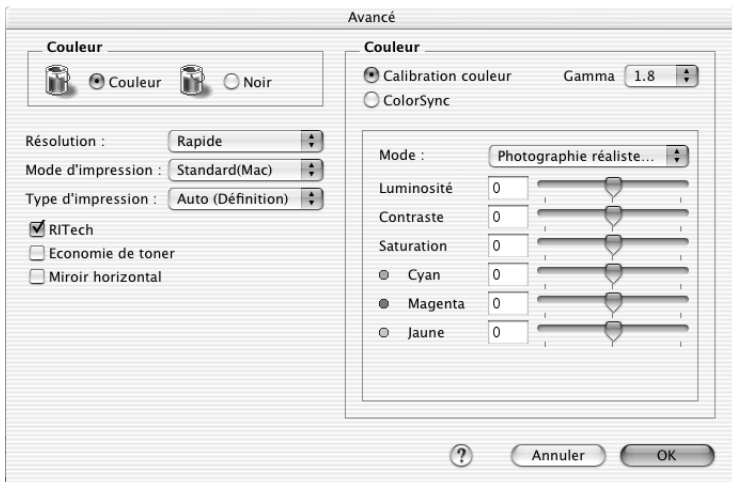 Avancé
Couleur
Couleur
Noir
Résolution :
Rapide
Mode d'impression :
Standard(Mac)
Type d'impression :
Auto (Définition)
RITech
Economie de toner
Miroir horizontal
Couleur
Calibration couleur
Gamma
1.8
ColorSync
Mode :
Photographie réaliste...
Luminosité
0
Contraste
0
Saturation
0
Cyan
0
Magenta
0
Jaune
0
?
Annuler
OK